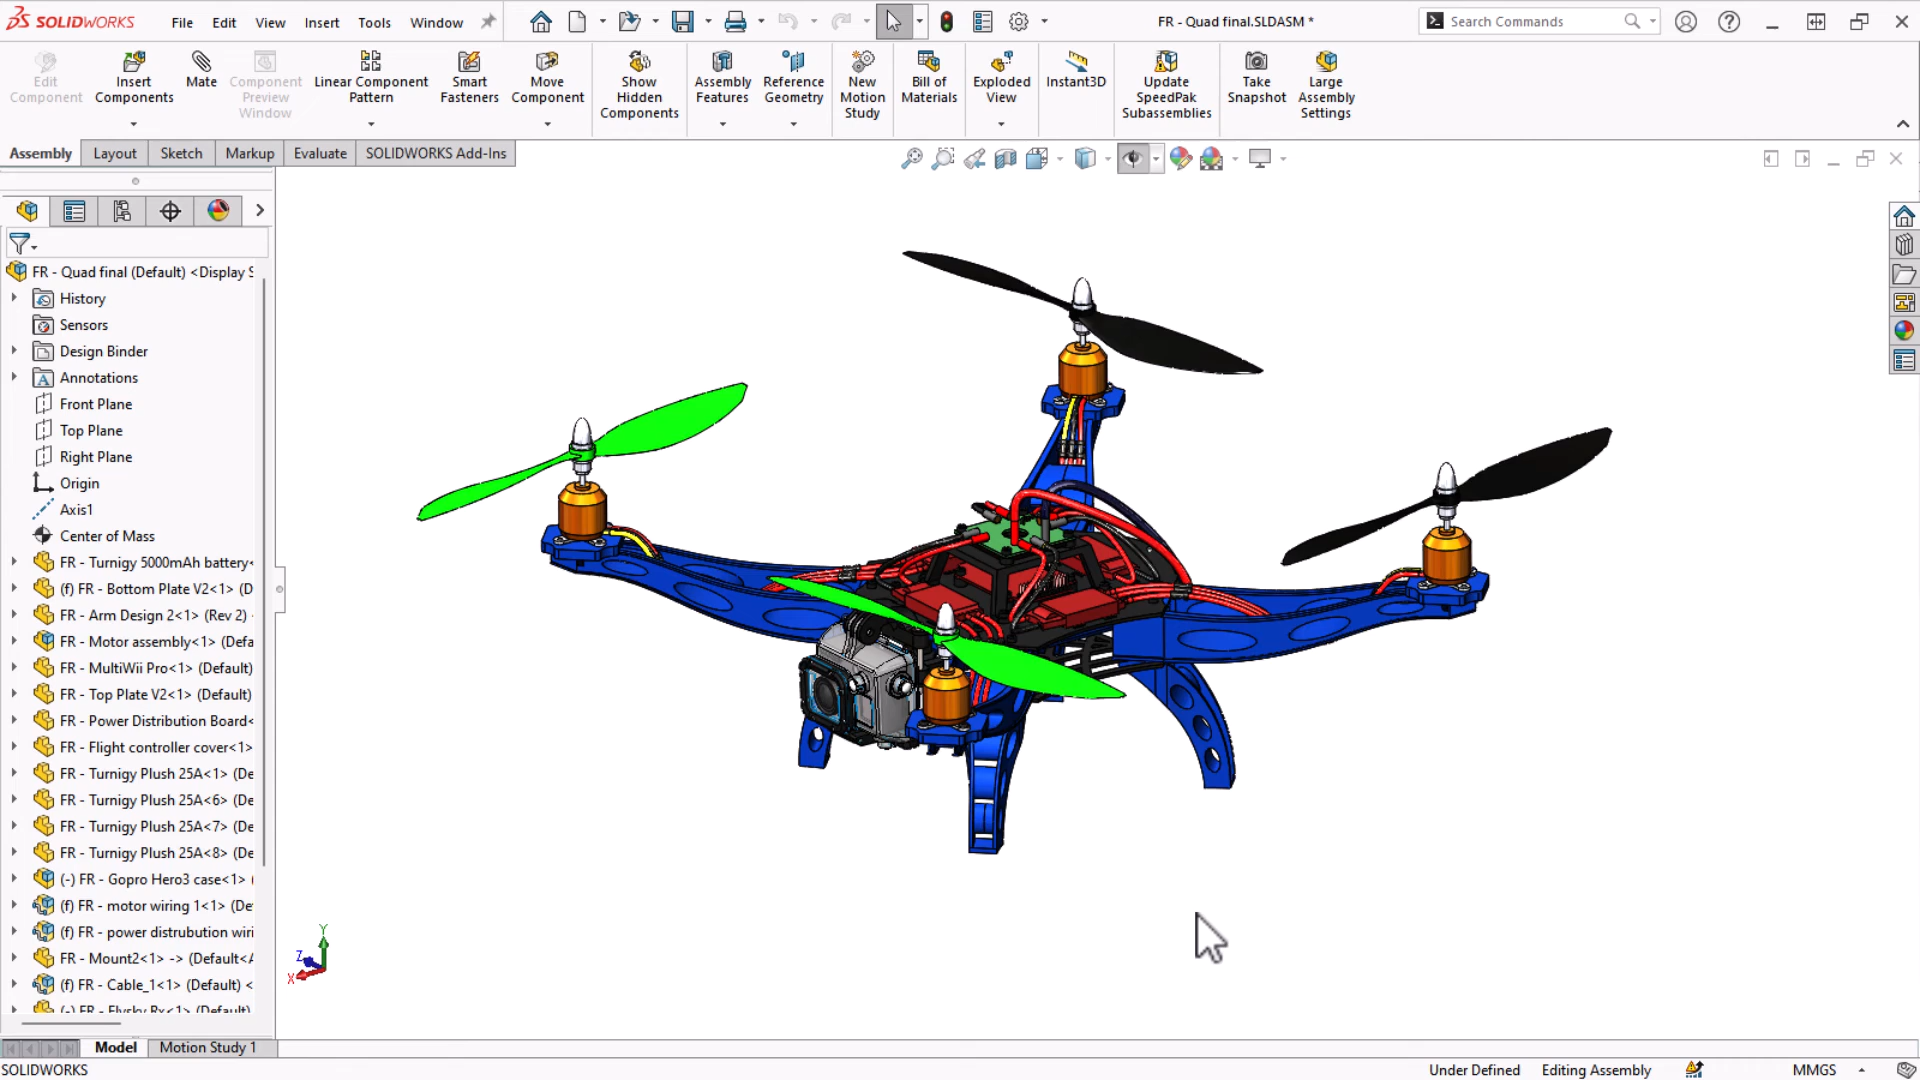 SOLIDWORKS
File Edit View Insert Tools Window
FR - Quad final.SLDASM *
Search Commands
Edit Component
Insert Components
Mate
Component Preview Window
Linear Component Pattern
Smart Fasteners
Move Component
Show Hidden Components
Assembly Features
Reference Geometry
New Motion Study
Bill of Materials
Exploded View
Instant3D
Update SpeedPak Subassemblies
Take Snapshot
Large Assembly Settings
Assembly Layout Sketch Markup Evaluate SOLIDWORKS Add-Ins
FR - Quad final (Default) <Display S
History
Sensors
Design Binder
Annotations
Front Plane
Top Plane
Right Plane
Origin
Axis1
Center of Mass
FR - Turnigy 5000mAh battery<
(f) FR - Bottom Plate V2<1> (D
FR - Arm Design 2<1> (Rev 2)
FR - Motor assembly<1> (Defa
FR - MultiWii Pro<1> (Default)
FR - Top Plate V2<1> (Default)
FR - Power Distribution Board<
FR - Flight controller cover<1>
FR - Turnigy Plush 25A<1> (De
FR - Turnigy Plush 25A<6> (De
FR - Turnigy Plush 25A<7> (De
FR - Turnigy Plush 25A<8> (De
(-) FR - Gopro Hero3 case<1> (
(f) FR - motor wiring 1<1> (De
(f) FR - power distrubution wiri
FR - Mount2<1> -> (Default<A
(f) FR - Cable_1<1> (Default) <
(-) FR - Flysky Rx<1> (Default)
Y
Z
X
Model Motion Study 1
SOLIDWORKS
Under Defined Editing Assembly MMGS